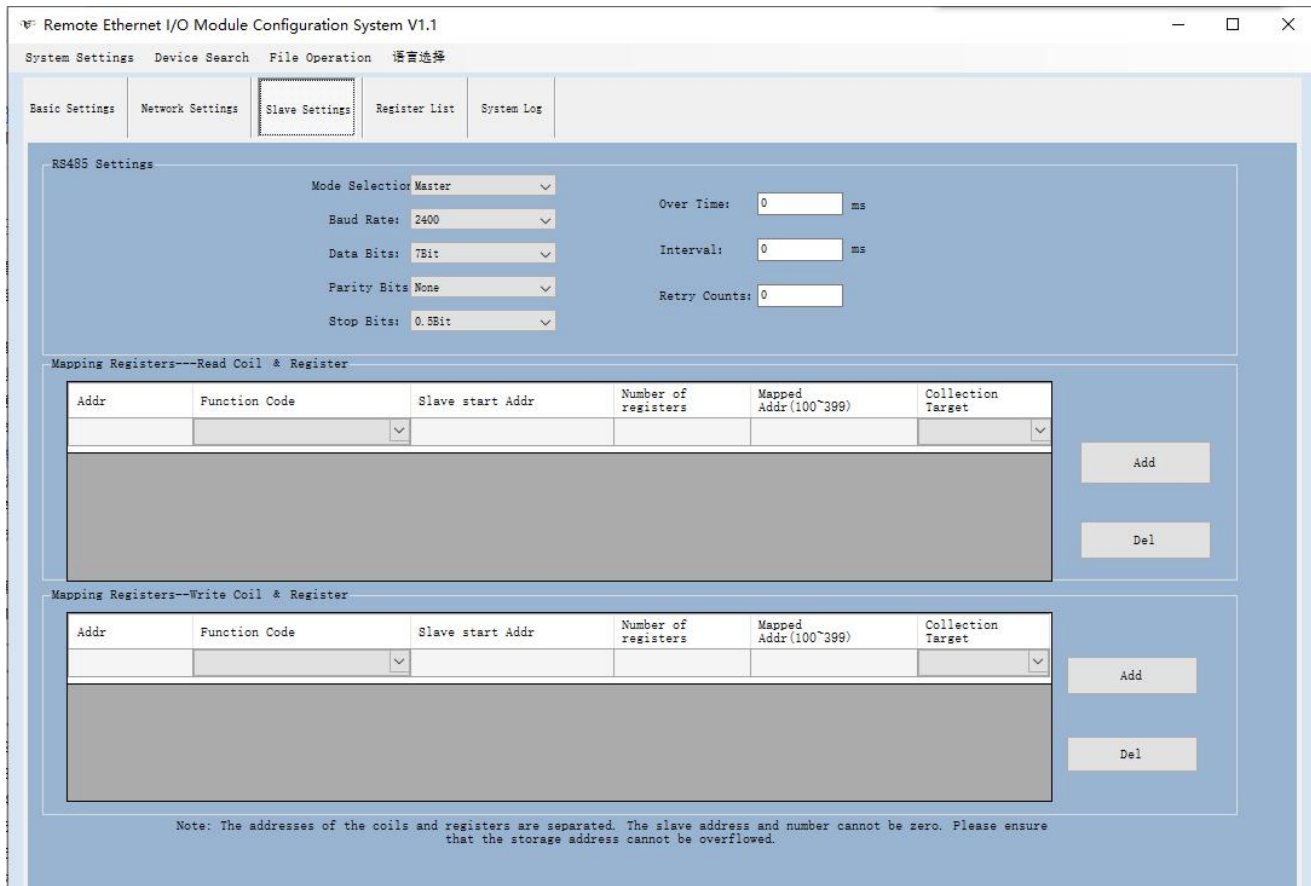 Remote Ethernet I/O Module Configuration System V1.1
System Settings Device Search File Operation 语言选择
Basic Settings Network Settings Slave Settings Register List System Log
RS485 Settings
Mode Selection Master
Baud Rate: 2400
Data Bits: 7Bit
Parity Bits None
Stop Bits: 0.5Bit
Over Time: 0 ms
Interval: 0 ms
Retry Counts: 0
Mapping Registers---Read Coil & Register
Addr Function Code Slave start Addr Number of registers Mapped Addr(100~399) Collection Target
Add
Del
Mapping Registers--Write Coil & Register
Addr Function Code Slave start Addr Number of registers Mapped Addr(100~399) Collection Target
Add
Del
Note: The addresses of the coils and registers are separated. The slave address and number cannot be zero. Please ensure
that the storage address cannot be overflowed.